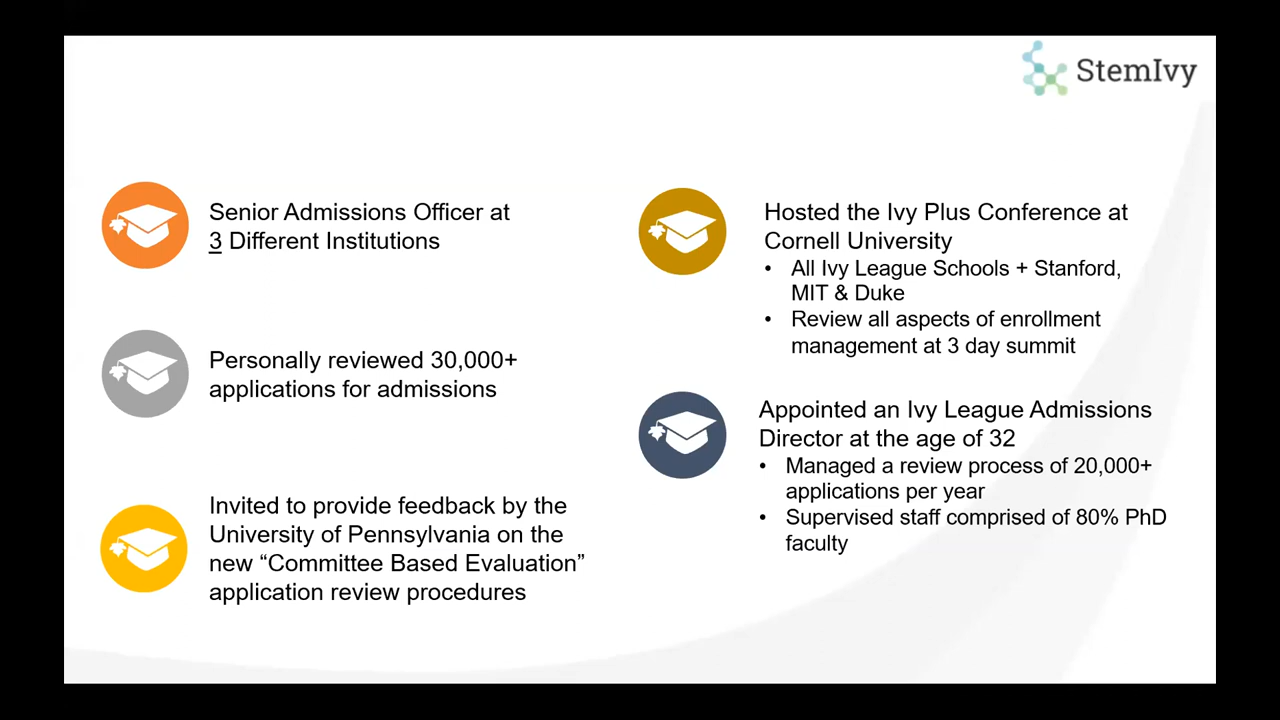 StemIvy
Senior Admissions Officer at
3 Different Institutions
Personally reviewed 30,000+
applications for admissions
Invited to provide feedback by the
University of Pennsylvania on the
new “Committee Based Evaluation”
application review procedures
Hosted the Ivy Plus Conference at
Cornell University
• All Ivy League Schools + Stanford,
MIT & Duke
• Review all aspects of enrollment
management at 3 day summit
Appointed an Ivy League Admissions
Director at the age of 32
• Managed a review process of 20,000+
applications per year
• Supervised staff comprised of 80% PhD
faculty